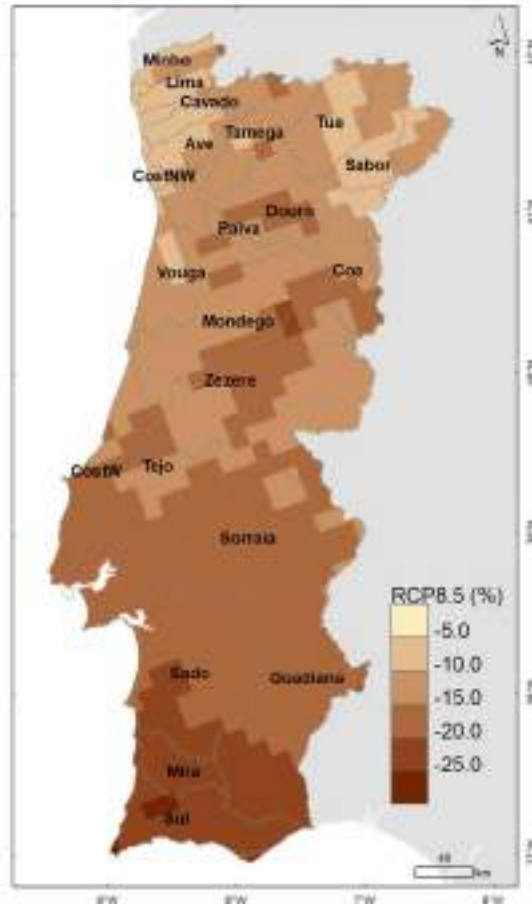 N
Minho
Lima
Cavado
Ave
Tamega
Tua
Sabor
CostNW
Douro
Paiva
Vouga
Coa
Mondego
Zezere
CostW
Tejo
Sorraia
RCP8.5 (%)
-5.0
-10.0
-15.0
-20.0
-25.0
Sado
Guadiana
Mira
Sul
km